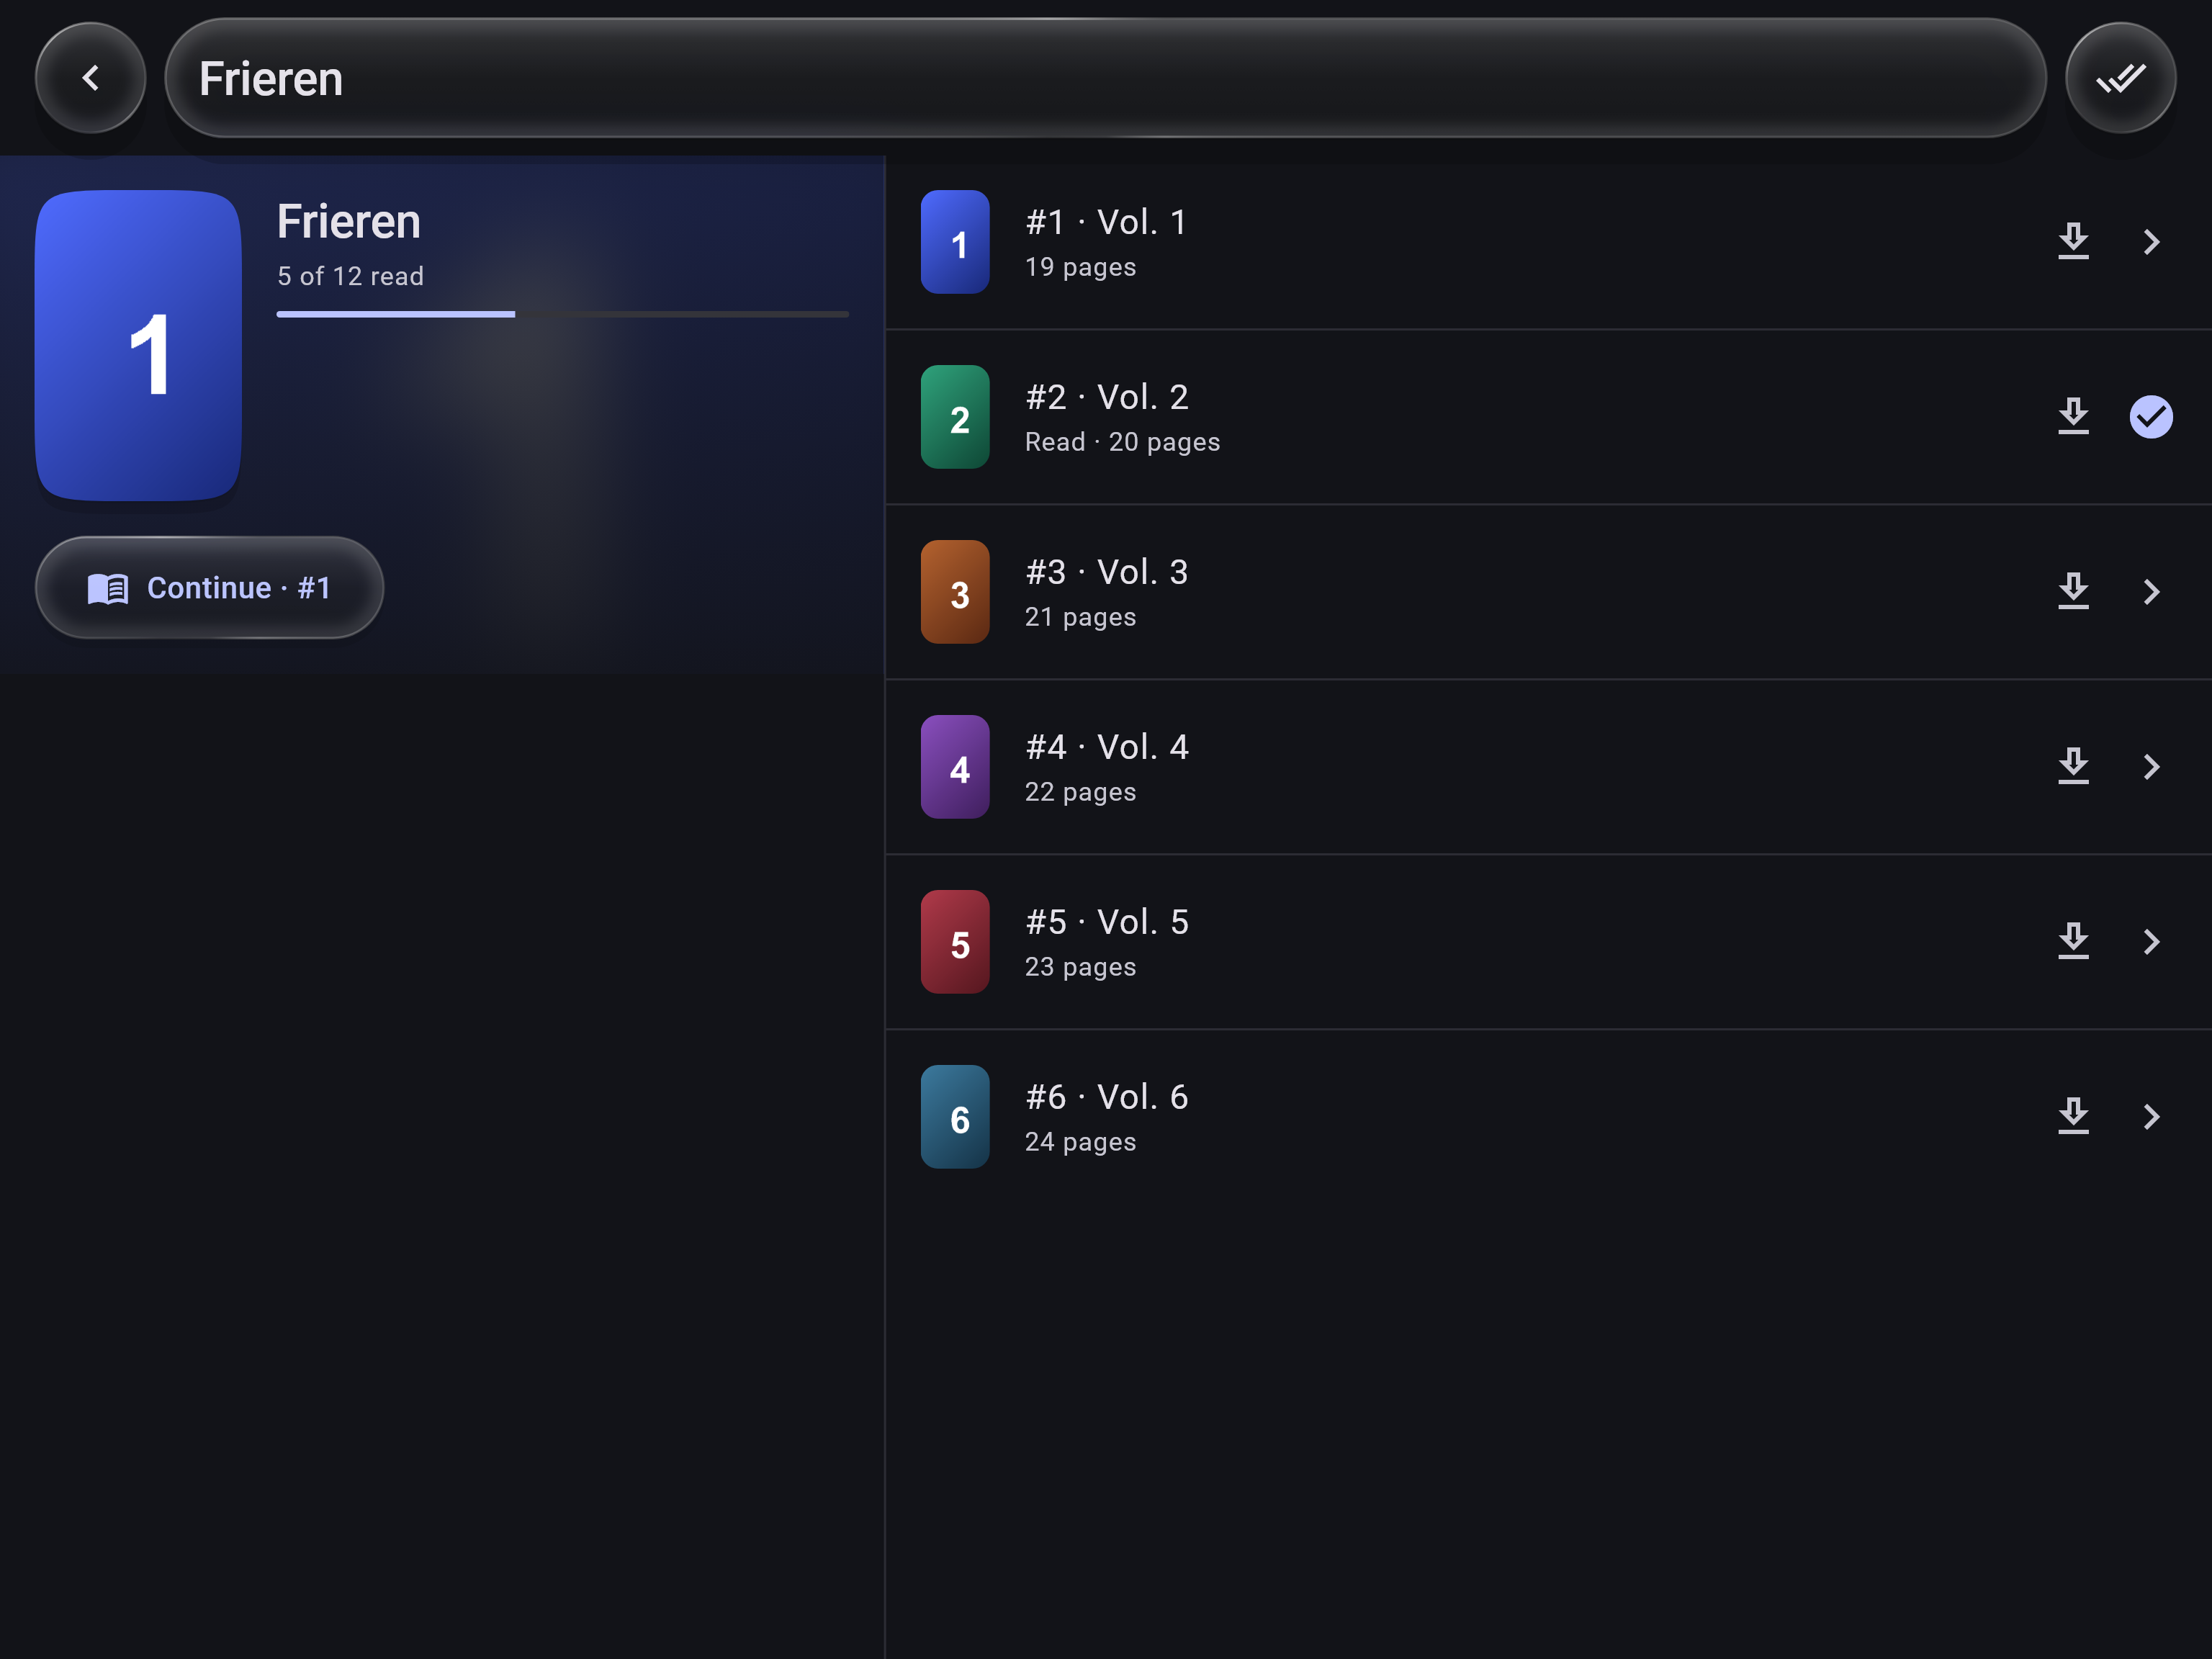 Frieren
1
Frieren
5 of 12 read
Continue · #1
1
#1 · Vol. 1
19 pages
2
#2 · Vol. 2
Read · 20 pages
3
#3 · Vol. 3
21 pages
4
#4 · Vol. 4
22 pages
5
#5 · Vol. 5
23 pages
6
#6 · Vol. 6
24 pages